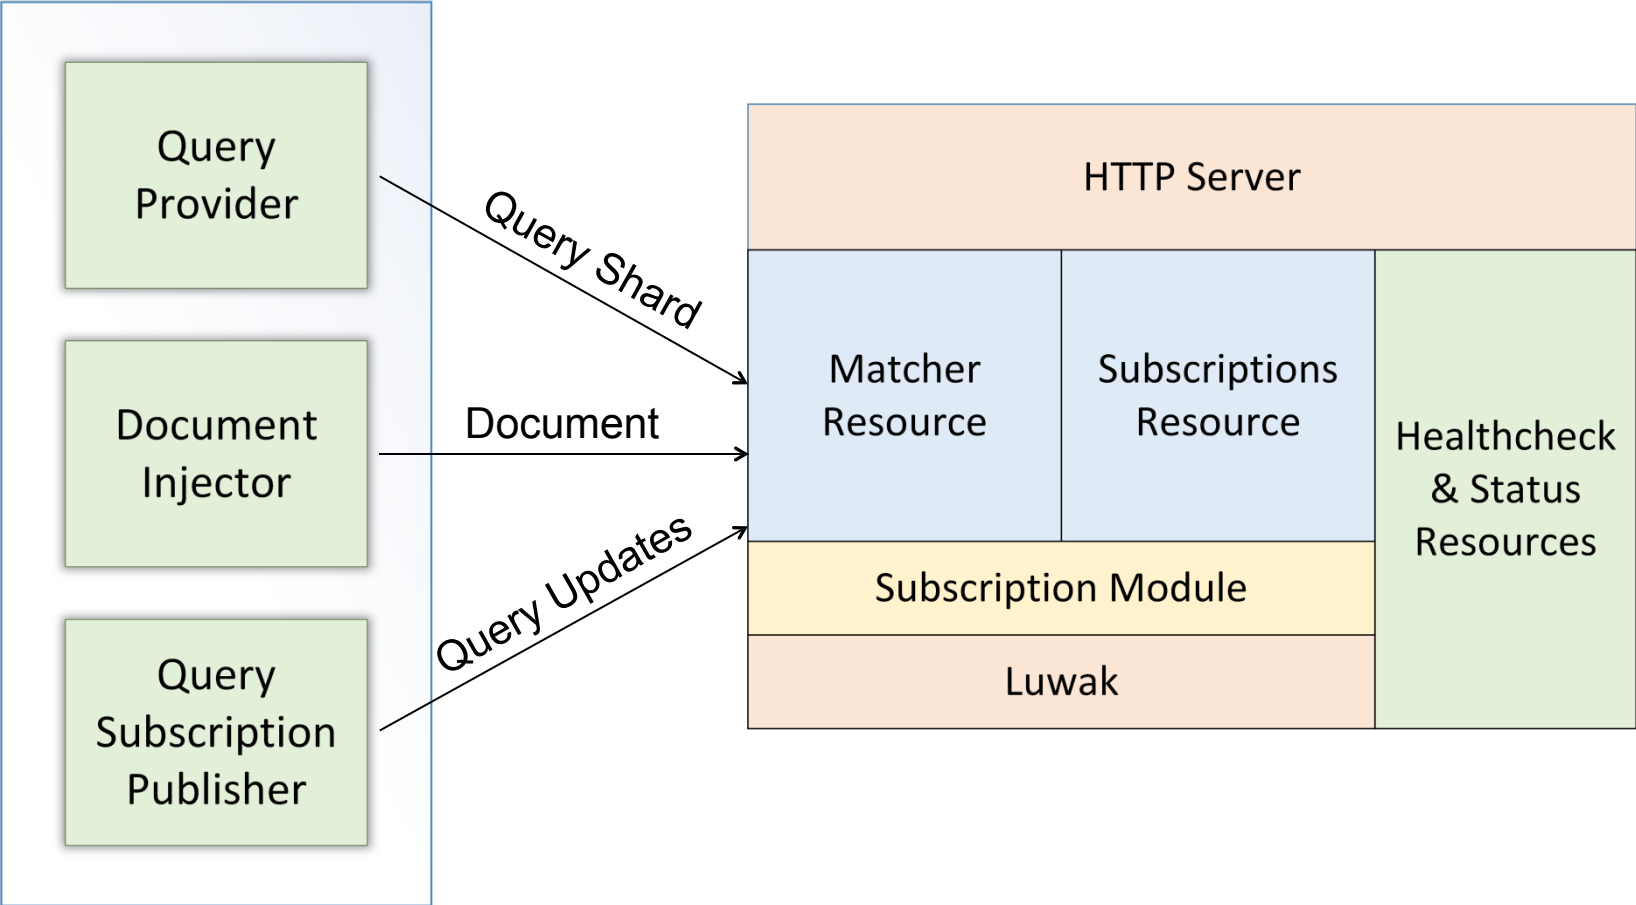 Query
Provider
Document
Injector
Query
Subscription
Publisher
Query Shard
Document
Query Updates
HTTP Server
Matcher
Resource
Subscriptions
Resource
Healthcheck
& Status
Resources
Subscription Module
Luwak